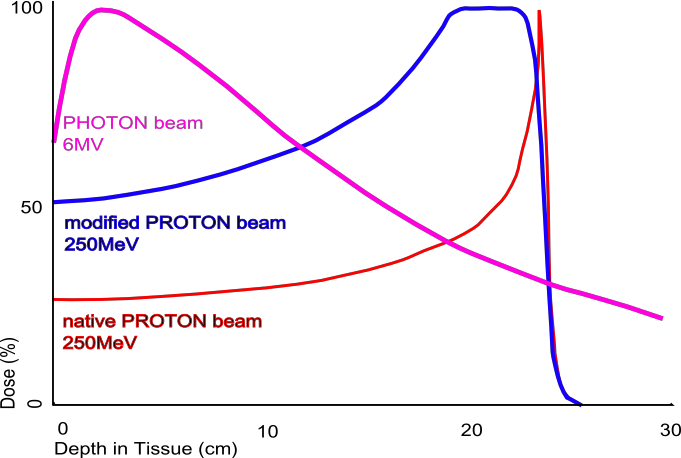 100
PHOTON beam
6MV
50
modified PROTON beam
250MeV
native PROTON beam
250MeV
Dose (%)
0
0
10
20
30
Depth in Tissue (cm)